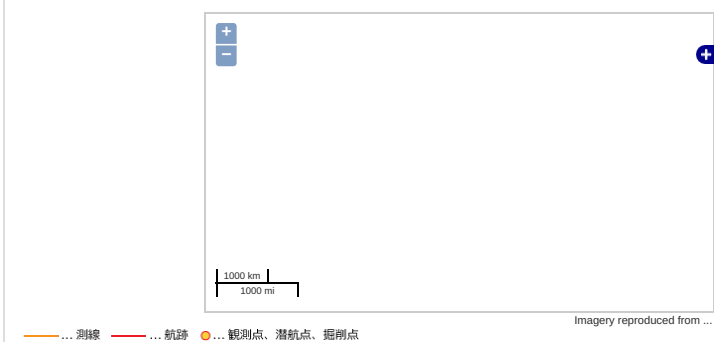 +
−
+
1000 km
1000 mi
Imagery reproduced from ...
... 測線 ... 航跡 ... 観測点、潜航点、掘削点